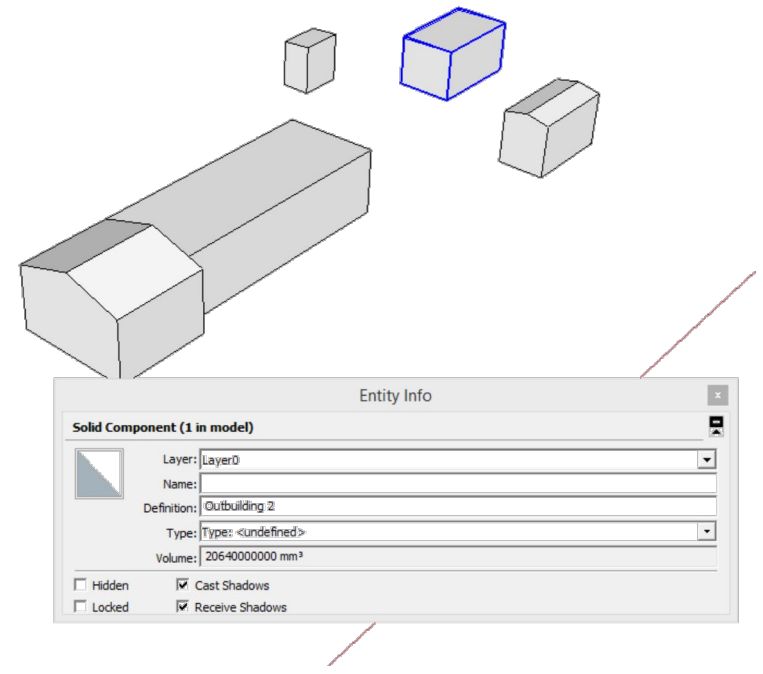 Entity Info
x
Solid Component (1 in model)
Layer: Layer0
Name:
Definition: Outbuilding 2
Type: Type: <undefined>
Volume: 20640000000 mm³
Hidden Cast Shadows
Locked Receive Shadows